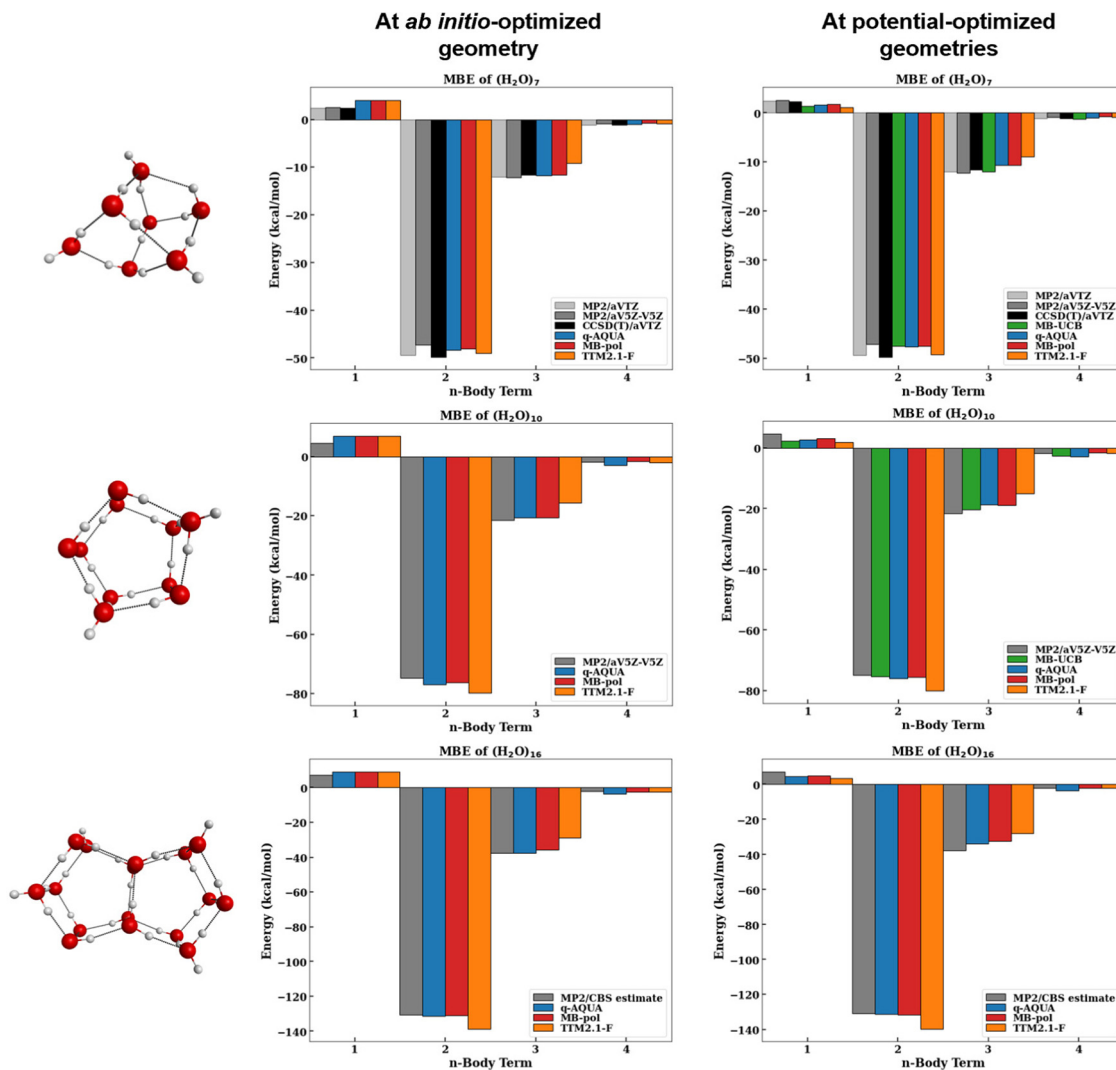 At ab initio-optimized
geometry
At potential-optimized
geometries
MBE of (H₂O)₇
Energy (kcal/mol)
0
−10
−20
−30
−40
−50
MP2/aVTZ
MP2/aV5Z-V5Z
CCSD(T)/aVTZ
q-AQUA
MB-pol
TTM2.1-F
1 2 3 4
n-Body Term
MBE of (H₂O)₇
Energy (kcal/mol)
0
−10
−20
−30
−40
−50
MP2/aVTZ
MP2/aV5Z-V5Z
CCSD(T)/aVTZ
MB-UCB
q-AQUA
MB-pol
TTM2.1-F
1 2 3 4
n-Body Term
MBE of (H₂O)₁₀
Energy (kcal/mol)
0
−20
−40
−60
−80
MP2/aV5Z-V5Z
q-AQUA
MB-pol
TTM2.1-F
1 2 3 4
n-Body Term
MBE of (H₂O)₁₀
Energy (kcal/mol)
0
−20
−40
−60
−80
MP2/aV5Z-V5Z
MB-UCB
q-AQUA
MB-pol
TTM2.1-F
1 2 3 4
n-Body Term
MBE of (H₂O)₁₆
Energy (kcal/mol)
0
−20
−40
−60
−80
−100
−120
−140
MP2/CBS estimate
q-AQUA
MB-pol
TTM2.1-F
1 2 3 4
n-Body Term
MBE of (H₂O)₁₆
Energy (kcal/mol)
0
−20
−40
−60
−80
−100
−120
−140
MP2/CBS estimate
q-AQUA
MB-pol
TTM2.1-F
1 2 3 4
n-Body Term